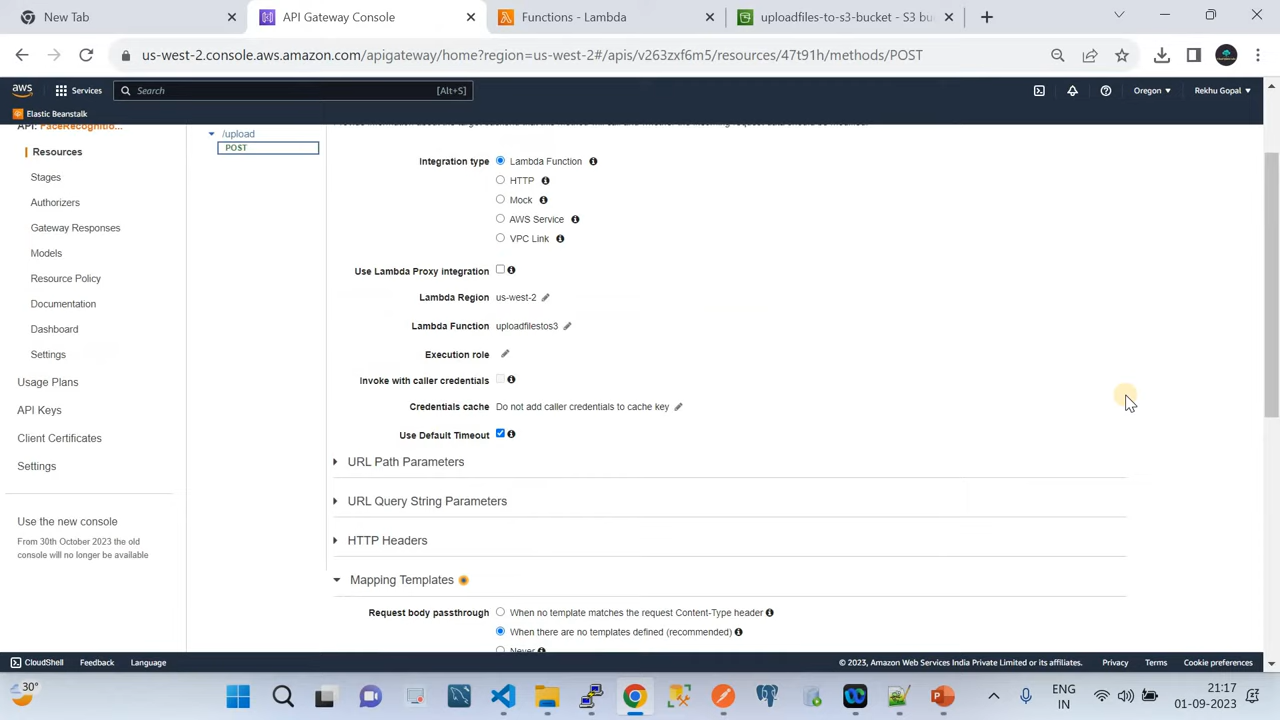 New Tab
API Gateway Console
Functions - Lambda
uploadfiles-to-s3-bucket - S3 bu
us-west-2.console.aws.amazon.com/apigateway/home?region=us-west-2#/apis/v263zxf6m5/resources/47t91h/methods/POST
aws
Services
Search
[Alt+S]
Oregon
Rekhu Gopal
Elastic Beanstalk
API: FaceRecognitio...
Resources
Stages
Authorizers
Gateway Responses
Models
Resource Policy
Documentation
Dashboard
Settings
Usage Plans
API Keys
Client Certificates
Settings
Use the new console
From 30th October 2023 the old
console will no longer be available
/upload
POST
Integration type
Lambda Function
HTTP
Mock
AWS Service
VPC Link
Use Lambda Proxy integration
Lambda Region us-west-2
Lambda Function uploadfilestos3
Execution role
Invoke with caller credentials
Credentials cache Do not add caller credentials to cache key
Use Default Timeout
URL Path Parameters
URL Query String Parameters
HTTP Headers
Mapping Templates
Request body passthrough When no template matches the request Content-Type header
When there are no templates defined (recommended)
Never
CloudShell
Feedback
Language
© 2023, Amazon Web Services India Private Limited or its affiliates.
Privacy
Terms
Cookie preferences
30°
ENG
IN
21:17
01-09-2023